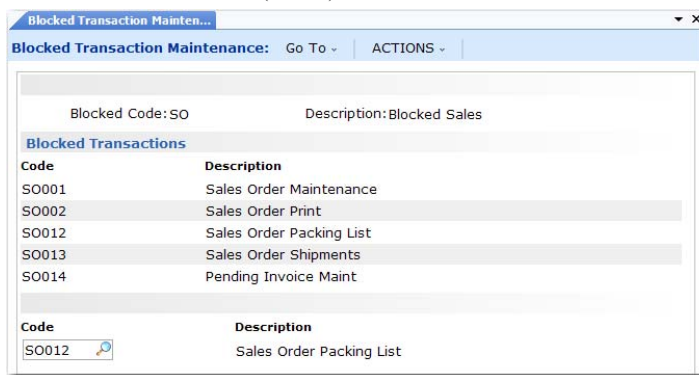 Blocked Transaction Mainten...
Blocked Transaction Maintenance: Go To ACTIONS
Blocked Code: SO Description: Blocked Sales
Blocked Transactions
Code Description
SO001 Sales Order Maintenance
SO002 Sales Order Print
SO012 Sales Order Packing List
SO013 Sales Order Shipments
SO014 Pending Invoice Maint
Code Description
SO012 Sales Order Packing List